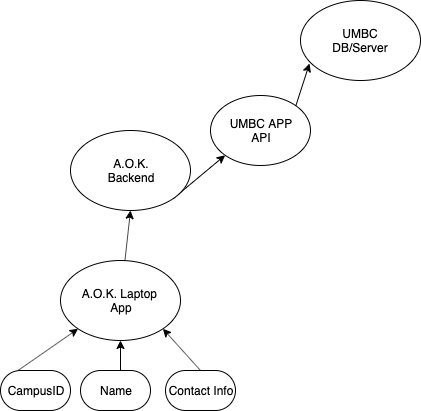 UMBC
DB/Server
UMBC APP
API
A.O.K.
Backend
A.O.K. Laptop
App
CampusID
Name
Contact Info